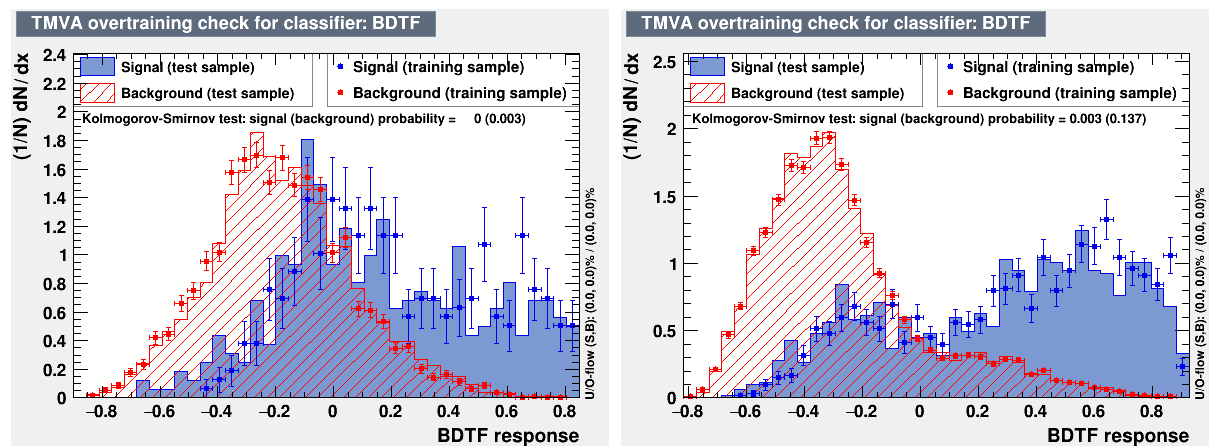 TMVA overtraining check for classifier: BDTF
(1/N) dN / dx
2.4
2.2
2
1.8
1.6
1.4
1.2
1
0.8
0.6
0.4
0.2
0
Signal (test sample)
Background (test sample)
Signal (training sample)
Background (training sample)
Kolmogorov-Smirnov test: signal (background) probability = 0 (0.003)
−0.8 −0.6 −0.4 −0.2 0 0.2 0.4 0.6 0.8
BDTF response
U/O-flow (S,B): (0.0, 0.0)% / (0.0, 0.0)%
TMVA overtraining check for classifier: BDTF
(1/N) dN / dx
2.5
2
1.5
1
0.5
0
Signal (test sample)
Background (test sample)
Signal (training sample)
Background (training sample)
Kolmogorov-Smirnov test: signal (background) probability = 0.003 (0.137)
−0.8 −0.6 −0.4 −0.2 0 0.2 0.4 0.6 0.8
BDTF response
U/O-flow (S,B): (0.0, 0.0)% / (0.0, 0.0)%